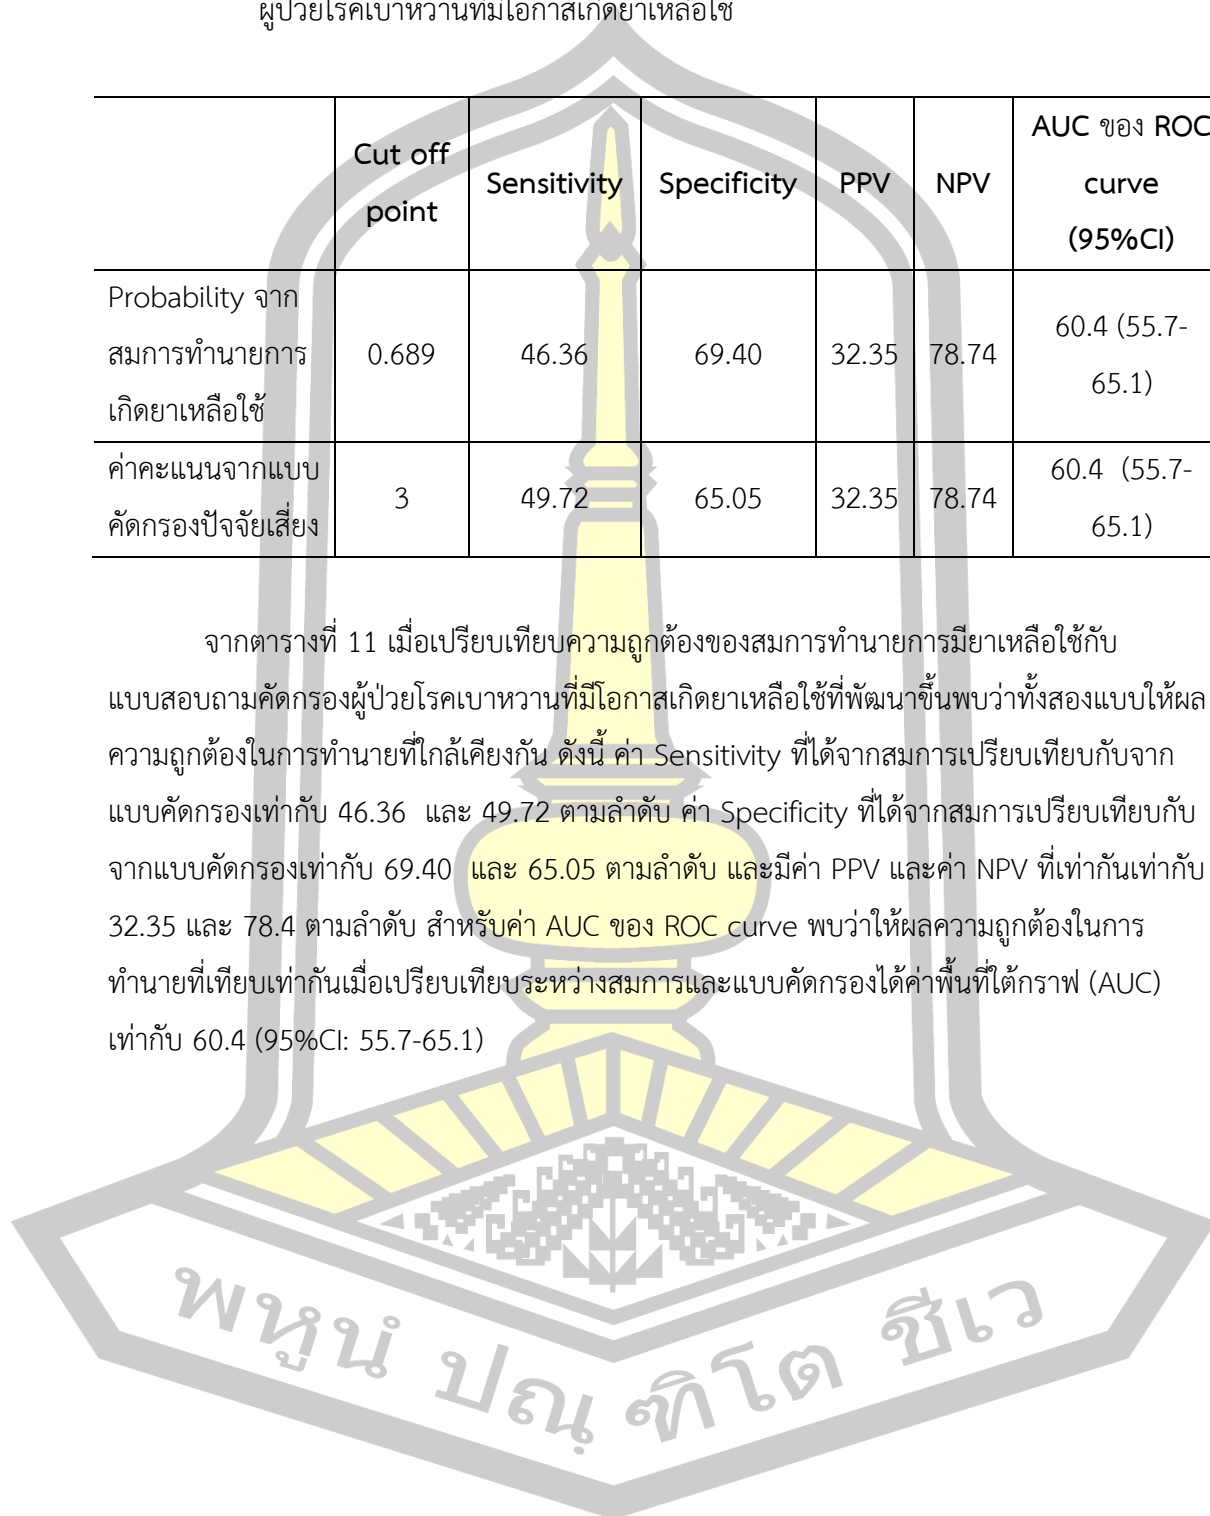 ผู้ป่วยโรคเบาหวานที่มีโอกาสเกิดยาเหลือใช้
Cut off
point
Sensitivity
Specificity
PPV
NPV
AUC ของ ROC
curve
(95%CI)
Probability จาก
สมการทำนายการ
เกิดยาเหลือใช้
0.689
46.36
69.40
32.35
78.74
60.4 (55.7-
65.1)
ค่าคะแนนจากแบบ
คัดกรองปัจจัยเสี่ยง
3
49.72
65.05
32.35
78.74
60.4 (55.7-
65.1)
จากตารางที่ 11 เมื่อเปรียบเทียบความถูกต้องของสมการทำนายการมียาเหลือใช้กับ
แบบสอบถามคัดกรองผู้ป่วยโรคเบาหวานที่มีโอกาสเกิดยาเหลือใช้ที่พัฒนาขึ้นพบว่าทั้งสองแบบให้ผล
ความถูกต้องในการทำนายที่ใกล้เคียงกัน ดังนี้ ค่า Sensitivity ที่ได้จากสมการเปรียบเทียบกับจาก
แบบคัดกรองเท่ากับ 46.36 และ 49.72 ตามลำดับ ค่า Specificity ที่ได้จากสมการเปรียบเทียบกับ
จากแบบคัดกรองเท่ากับ 69.40 และ 65.05 ตามลำดับ และมีค่า PPV และค่า NPV ที่เท่ากันเท่ากับ
32.35 และ 78.4 ตามลำดับ สำหรับค่า AUC ของ ROC curve พบว่าให้ผลความถูกต้องในการ
ทำนายที่เทียบเท่ากันเมื่อเปรียบเทียบระหว่างสมการและแบบคัดกรองได้ค่าพื้นที่ใต้กราฟ (AUC)
เท่ากับ 60.4 (95%CI: 55.7-65.1)
พหูนํ ปณฺฑิโต ชีเว